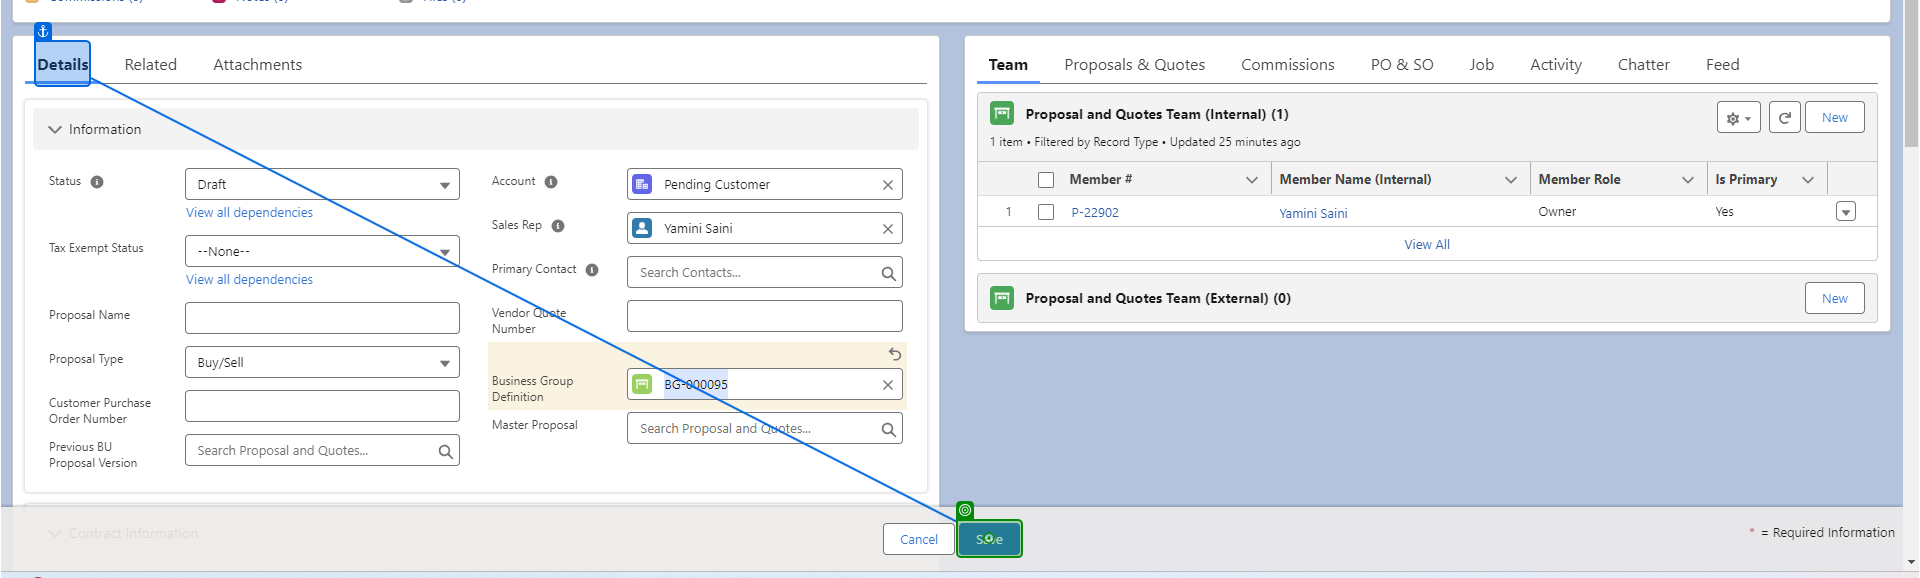 Commissions (0) Notes (0) Files (0)
Details Related Attachments
Information
Status
Draft
View all dependencies
Tax Exempt Status
--None--
View all dependencies
Proposal Name
Proposal Type
Buy/Sell
Customer Purchase
Order Number
Previous BU
Proposal Version
Search Proposal and Quotes...
Account
Pending Customer
Sales Rep
Yamini Saini
Primary Contact
Search Contacts...
Vendor Quote
Number
Business Group
Definition
BG-000095
Master Proposal
Search Proposal and Quotes...
Contract Information
Cancel
Save
Team Proposals & Quotes Commissions PO & SO Job Activity Chatter Feed
Proposal and Quotes Team (Internal) (1)
New
1 item • Filtered by Record Type • Updated 25 minutes ago
Member # Member Name (Internal) Member Role Is Primary
1 P-22902 Yamini Saini Owner Yes
View All
Proposal and Quotes Team (External) (0)
New
* = Required Information